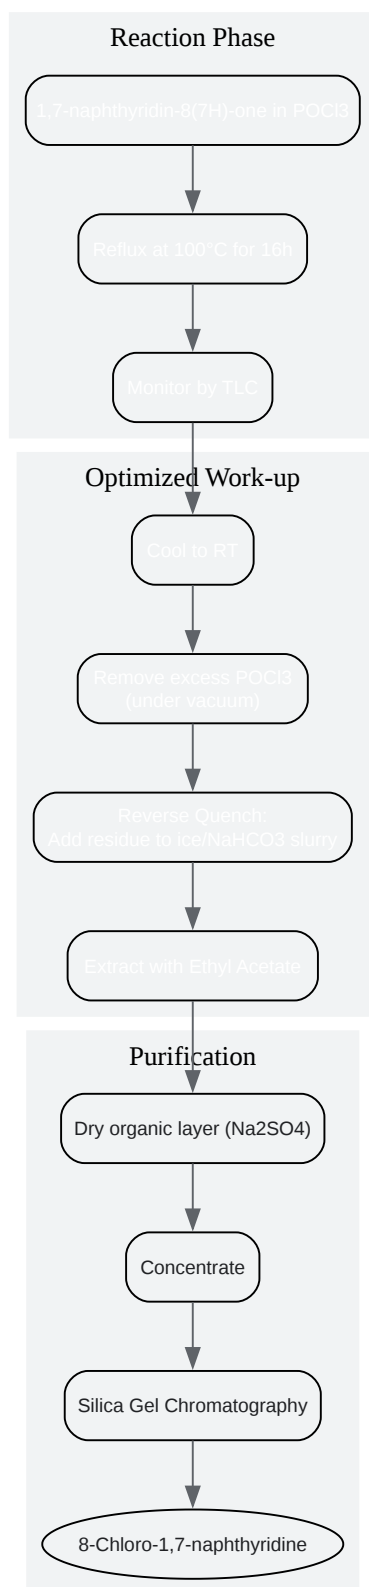 Reaction Phase
1,7-naphthyridin-8(7H)-one in POCl3
Reflux at 100°C for 16h
Monitor by TLC
Optimized Work-up
Cool to RT
Remove excess POCl3
(under vacuum)
Reverse Quench:
Add residue to ice/NaHCO3 slurry
Extract with Ethyl Acetate
Purification
Dry organic layer (Na2SO4)
Concentrate
Silica Gel Chromatography
8-Chloro-1,7-naphthyridine